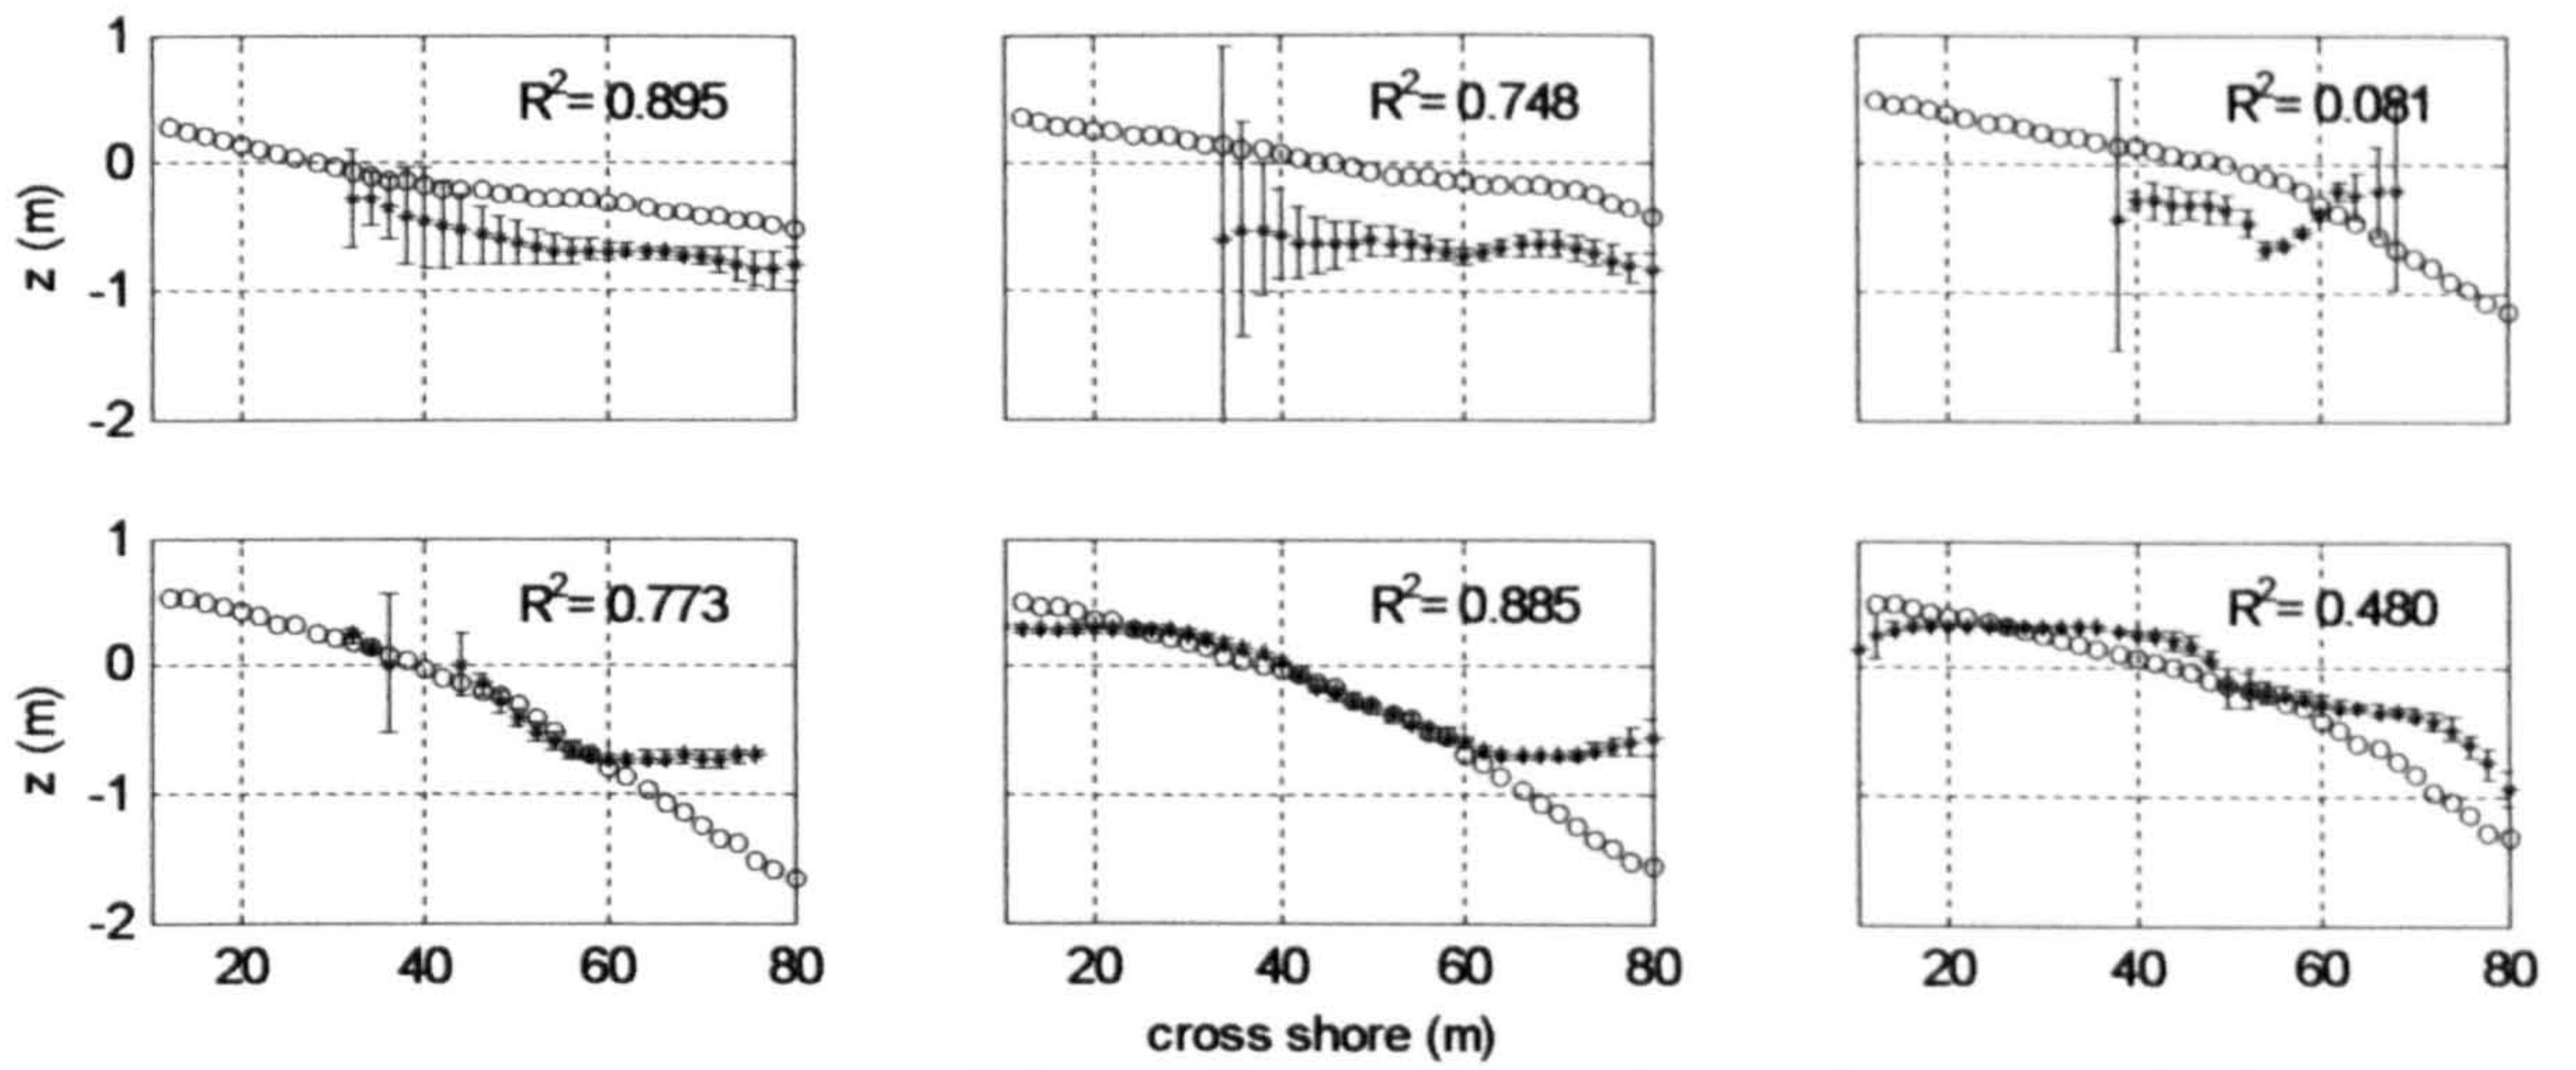 1
0
-1
-2
z (m)
R²= 0.895
R²= 0.748
R²= 0.081
1
0
-1
-2
z (m)
R²= 0.773
R²= 0.885
R²= 0.480
20 40 60 80 20 40 60 80 20 40 60 80
cross shore (m)